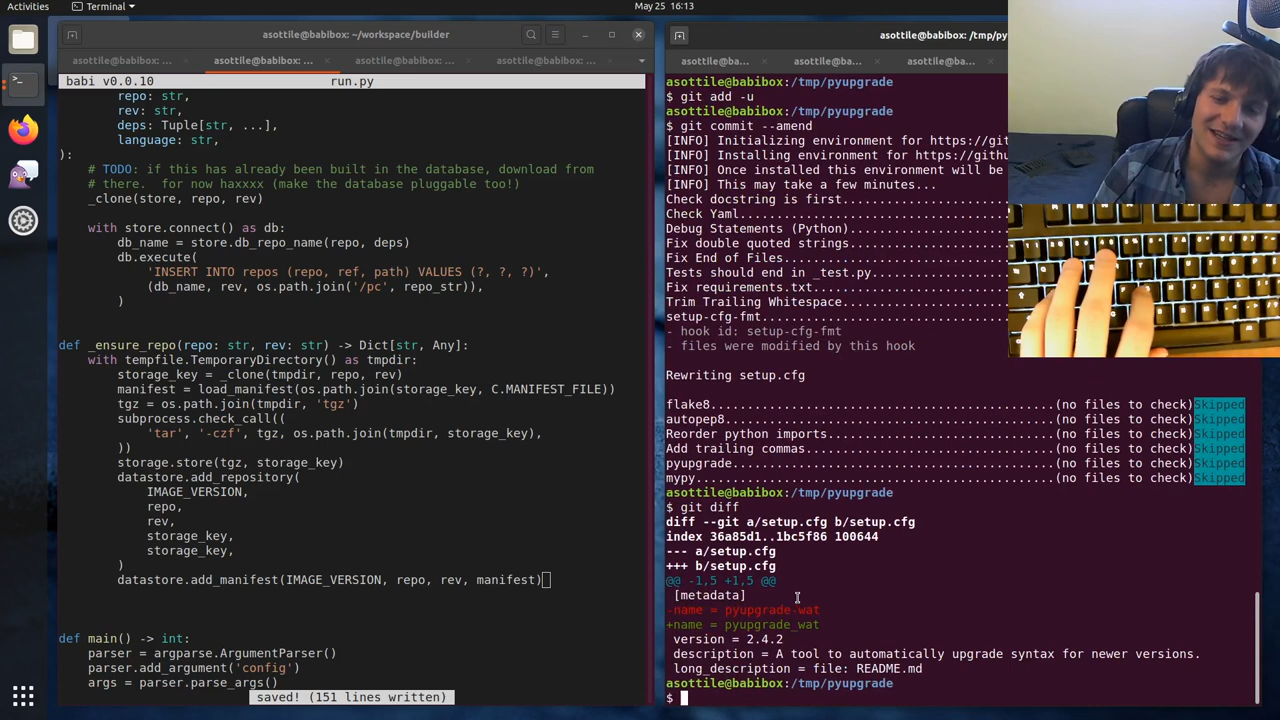 Activities
Terminal
May 25 16:13
asottile@babibox: ~/workspace/builder
asottile@babibox: ...
asottile@babibox: ...
asottile@babibox: ...
asottile@babibox: ...
babi v0.0.10 run.py
repo: str,
rev: str,
deps: Tuple[str, ...],
language: str,
):
# TODO: if this has already been built in the database, download from
# there.  for now haxxxx (make the database pluggable too!)
_clone(store, repo, rev)
with store.connect() as db:
db_name = store.db_repo_name(repo, deps)
db.execute(
'INSERT INTO repos (repo, ref, path) VALUES (?, ?, ?)',
(db_name, rev, os.path.join('/pc', repo_str)),
)
def _ensure_repo(repo: str, rev: str) -> Dict[str, Any]:
with tempfile.TemporaryDirectory() as tmpdir:
storage_key = _clone(tmpdir, repo, rev)
manifest = load_manifest(os.path.join(storage_key, C.MANIFEST_FILE))
tgz = os.path.join(tmpdir, 'tgz')
subprocess.check_call((
'tar', '-czf', tgz, os.path.join(tmpdir, storage_key),
))
storage.store(tgz, storage_key)
datastore.add_repository(
IMAGE_VERSION,
repo,
rev,
storage_key,
storage_key,
)
datastore.add_manifest(IMAGE_VERSION, repo, rev, manifest)
def main() -> int:
parser = argparse.ArgumentParser()
parser.add_argument('config')
args = parser.parse_args()
saved! (151 lines written)
asottile@babibox: /tmp/py
asottile@ba...
asottile@ba...
asottile@ba...
asottile@babibox:/tmp/pyupgrade
$ git add -u
asottile@babibox:/tmp/pyupgrade
$ git commit --amend
[INFO] Initializing environment for https://git
[INFO] Installing environment for https://githu
[INFO] Once installed this environment will be
[INFO] This may take a few minutes...
Check docstring is first
Check Yaml
Debug Statements (Python)
Fix double quoted strings
Fix End of Files
Tests should end in _test.py
Fix requirements.txt
Trim Trailing Whitespace
setup-cfg-fmt
- hook id: setup-cfg-fmt
- files were modified by this hook
Rewriting setup.cfg
flake8....................................................(no files to check)Skipped
autopep8..................................................(no files to check)Skipped
Reorder python imports....................................(no files to check)Skipped
Add trailing commas.......................................(no files to check)Skipped
pyupgrade.................................................(no files to check)Skipped
mypy......................................................(no files to check)Skipped
asottile@babibox:/tmp/pyupgrade
$ git diff
diff --git a/setup.cfg b/setup.cfg
index 36a85d1..1bc5f86 100644
--- a/setup.cfg
+++ b/setup.cfg
@@ -1,5 +1,5 @@
[metadata]
-name = pyupgrade-wat
+name = pyupgrade_wat
version = 2.4.2
description = A tool to automatically upgrade syntax for newer versions.
long_description = file: README.md
asottile@babibox:/tmp/pyupgrade
$